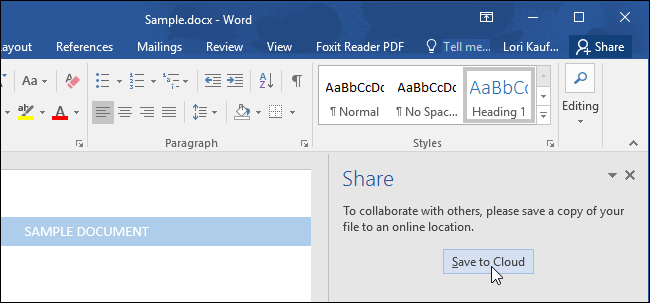 Sample.docx - Word
Layout References Mailings Review View Foxit Reader PDF Tell me... Lori Kauf... Share
Aa
AaBbCcDc AaBbCcDc AaBbCc
¶ Normal ¶ No Spac... Heading 1
Editing
Paragraph Styles
Share
To collaborate with others, please save a copy of your
file to an online location.
Save to Cloud
SAMPLE DOCUMENT